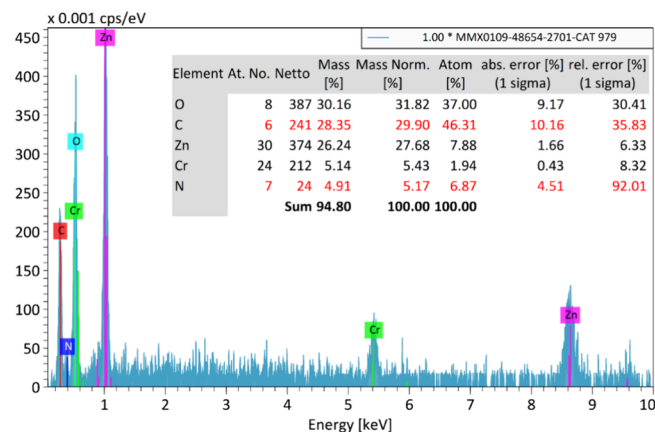 x 0.001 cps/eV
1.00 * MMX0109-48654-2701-CAT 979
Element At. No. Netto Mass [%] Mass Norm. [%] Atom [%] abs. error [%] (1 sigma) rel. error [%] (1 sigma)
O 8 387 30.16 31.82 37.00 9.17 30.41
C 6 241 28.35 29.90 46.31 10.16 35.83
Zn 30 374 26.24 27.68 7.88 1.66 6.33
Cr 24 212 5.14 5.43 1.94 0.43 8.32
N 7 24 4.91 5.17 6.87 4.51 92.01
Sum 94.80 100.00 100.00
450
400
350
300
250
200
150
100
50
0
Zn
O
Cr
C
N
Cr
Zn
1 2 3 4 5 6 7 8 9 10
Energy [keV]